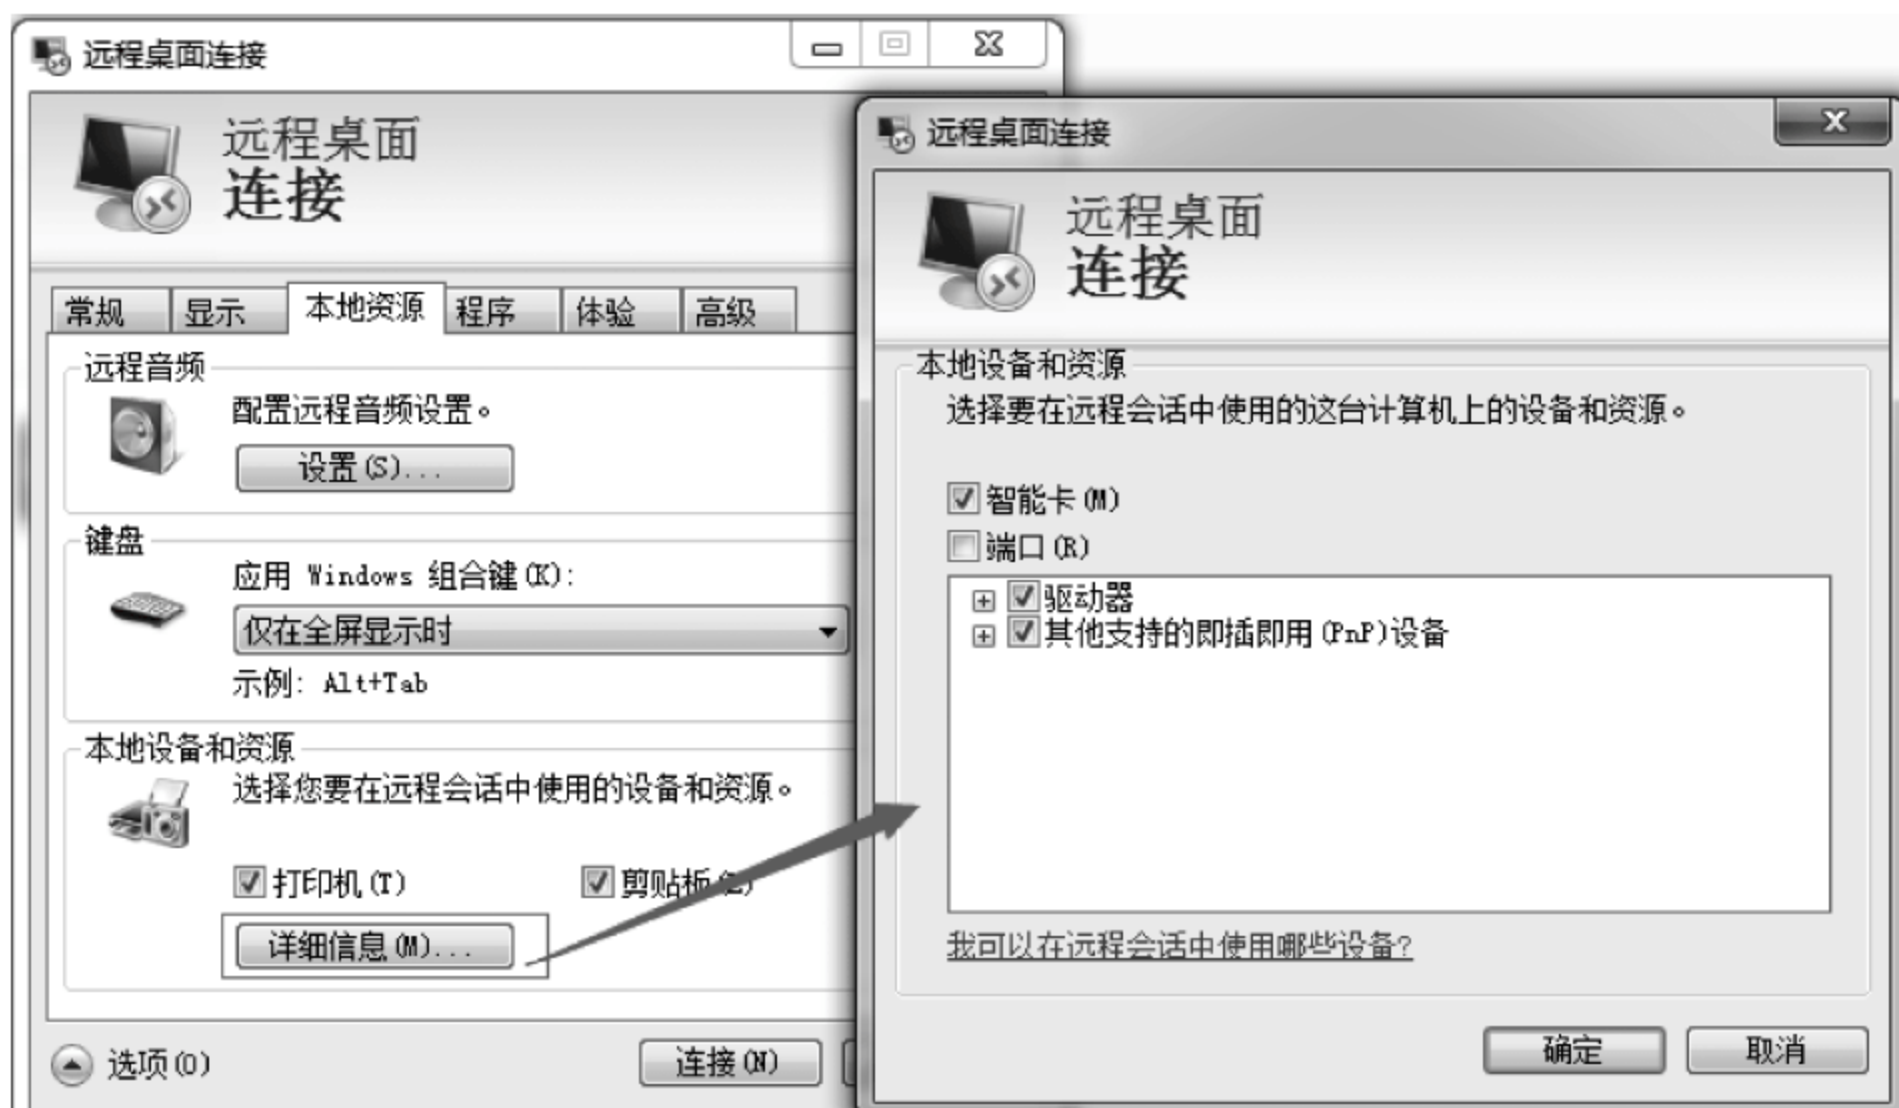 远程桌面连接
远程桌面
连接
常规 显示 本地资源 程序 体验 高级
远程音频
配置远程音频设置。
设置(S)...
键盘
应用 Windows 组合键(K):
仅在全屏显示时
示例: Alt+Tab
本地设备和资源
选择您要在远程会话中使用的设备和资源。
打印机(T) 剪贴板
详细信息(M)...
选项(O) 连接(N)
远程桌面连接
远程桌面
连接
本地设备和资源
选择要在远程会话中使用的这台计算机上的设备和资源。
智能卡(M)
端口(R)
驱动器
其他支持的即插即用(PnP)设备
我可以在远程会话中使用哪些设备?
确定 取消